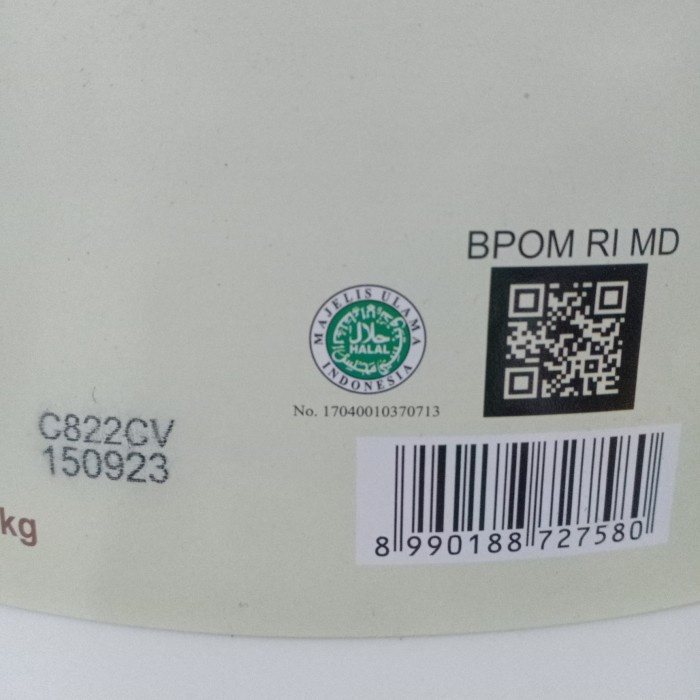 BPOM RI MD
MAJELIS ULAMA
حلال
HALAL
INDONESIA
No. 17040010370713
C822CV
150923
kg
8 990188 727580